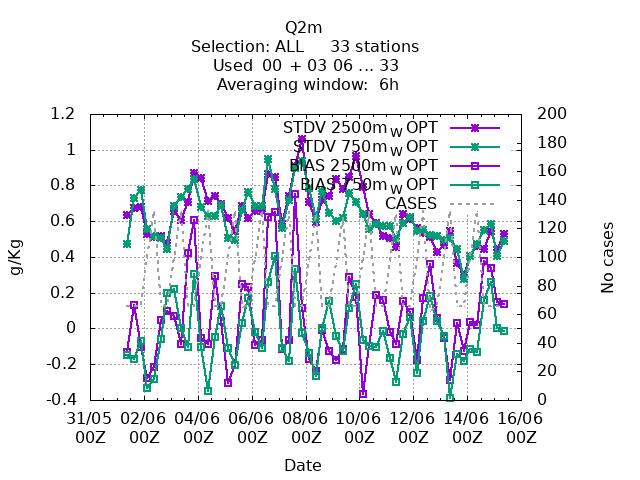 Q2m
Selection: ALL     33 stations
Used  00 + 03 06 ... 33
Averaging window:  6h
STDV 2500m_W OPT
STDV 750m_W OPT
BIAS 2500m_W OPT
BIAS 750m_W OPT
CASES
g/Kg
1.2
1
0.8
0.6
0.4
0.2
0
-0.2
-0.4
200
180
160
140
120
100
80
60
40
20
0
No cases
31/05 02/06 04/06 06/06 08/06 10/06 12/06 14/06 16/06
00Z 00Z 00Z 00Z 00Z 00Z 00Z 00Z 00Z
Date